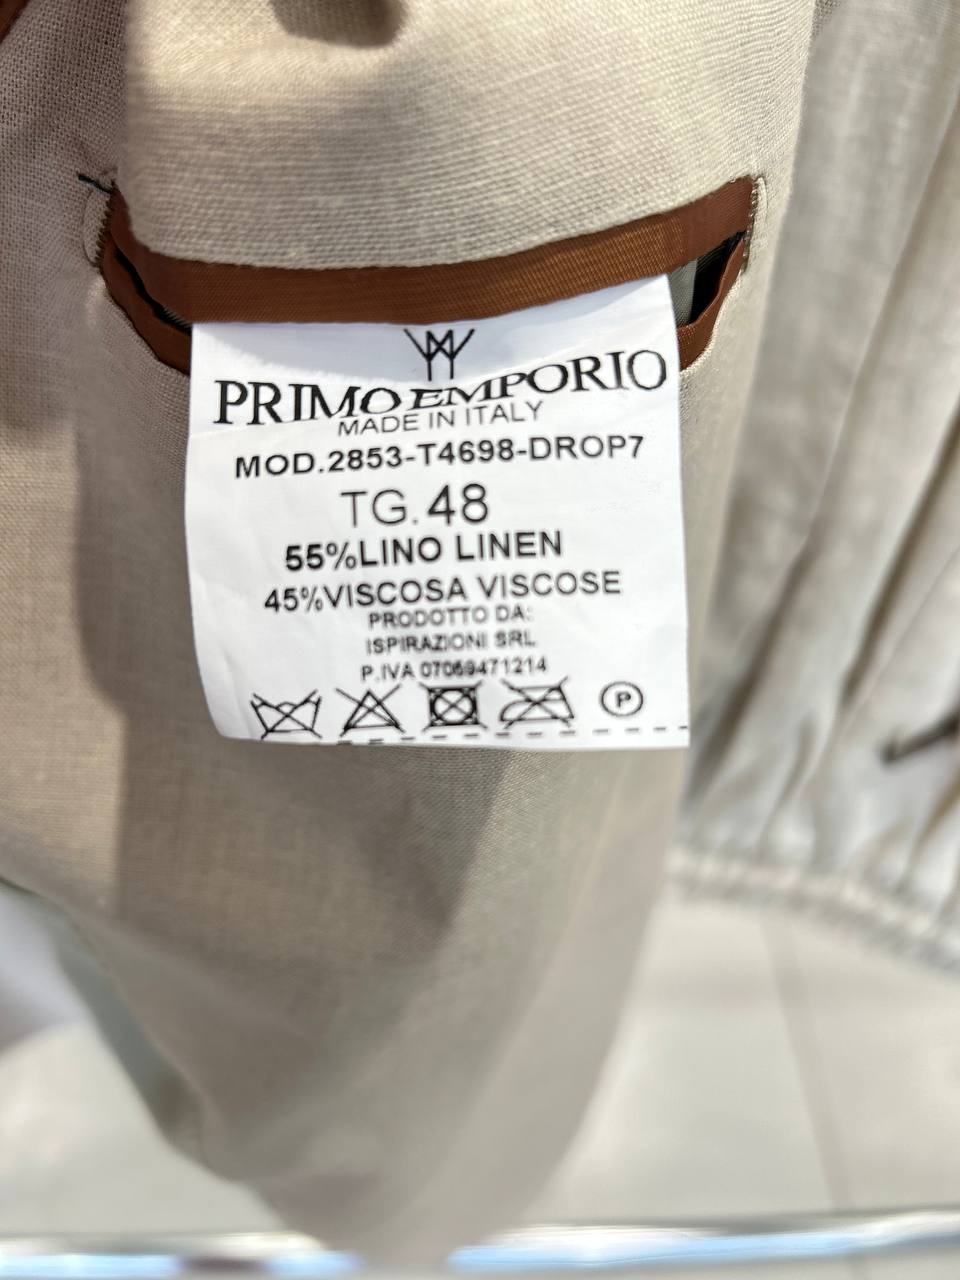 PRIMO EMPORIO
MADE IN ITALY
MOD.2853-T4698-DROP7
TG. 48
55%LINO LINEN
45%VISCOSA VISCOSE
PRODOTTO DA:
ISPIRAZIONI SRL
P.IVA 07069471214
P